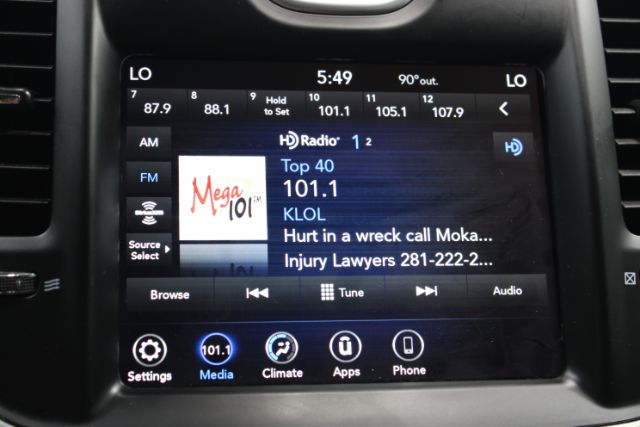 LO 5:49 90° out. LO
7 87.9 8 88.1 9 Hold to Set 10 101.1 11 105.1 12 107.9
AM
HD Radio™ 1 2
HD
FM
Top 40
101.1
Mega 101 FM
SiriusXM
KLOL
Hurt in a wreck call Moka...
Source Select
Injury Lawyers 281-222-2...
Browse Tune Audio
101.1
Settings Media Climate Apps Phone